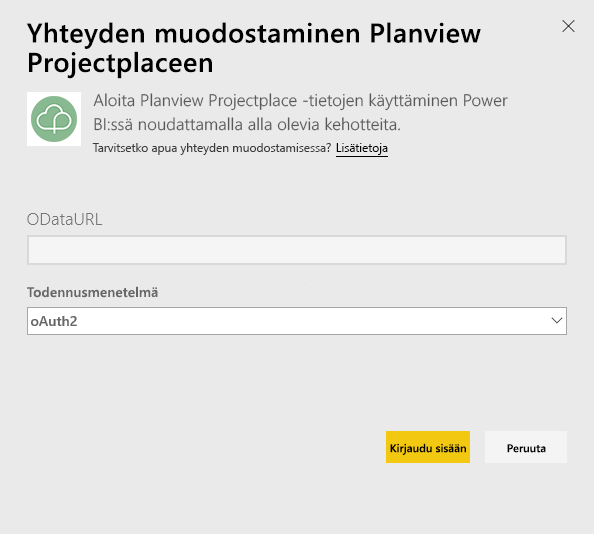 Yhteyden muodostaminen Planview
Projectplaceen
Aloita Planview Projectplace -tietojen käyttäminen Power
BI:ssä noudattamalla alla olevia kehotteita.
Tarvitsetko apua yhteyden muodostamisessa? Lisätietoja
ODataURL
Todennusmenetelmä
oAuth2
Kirjaudu sisään Peruuta